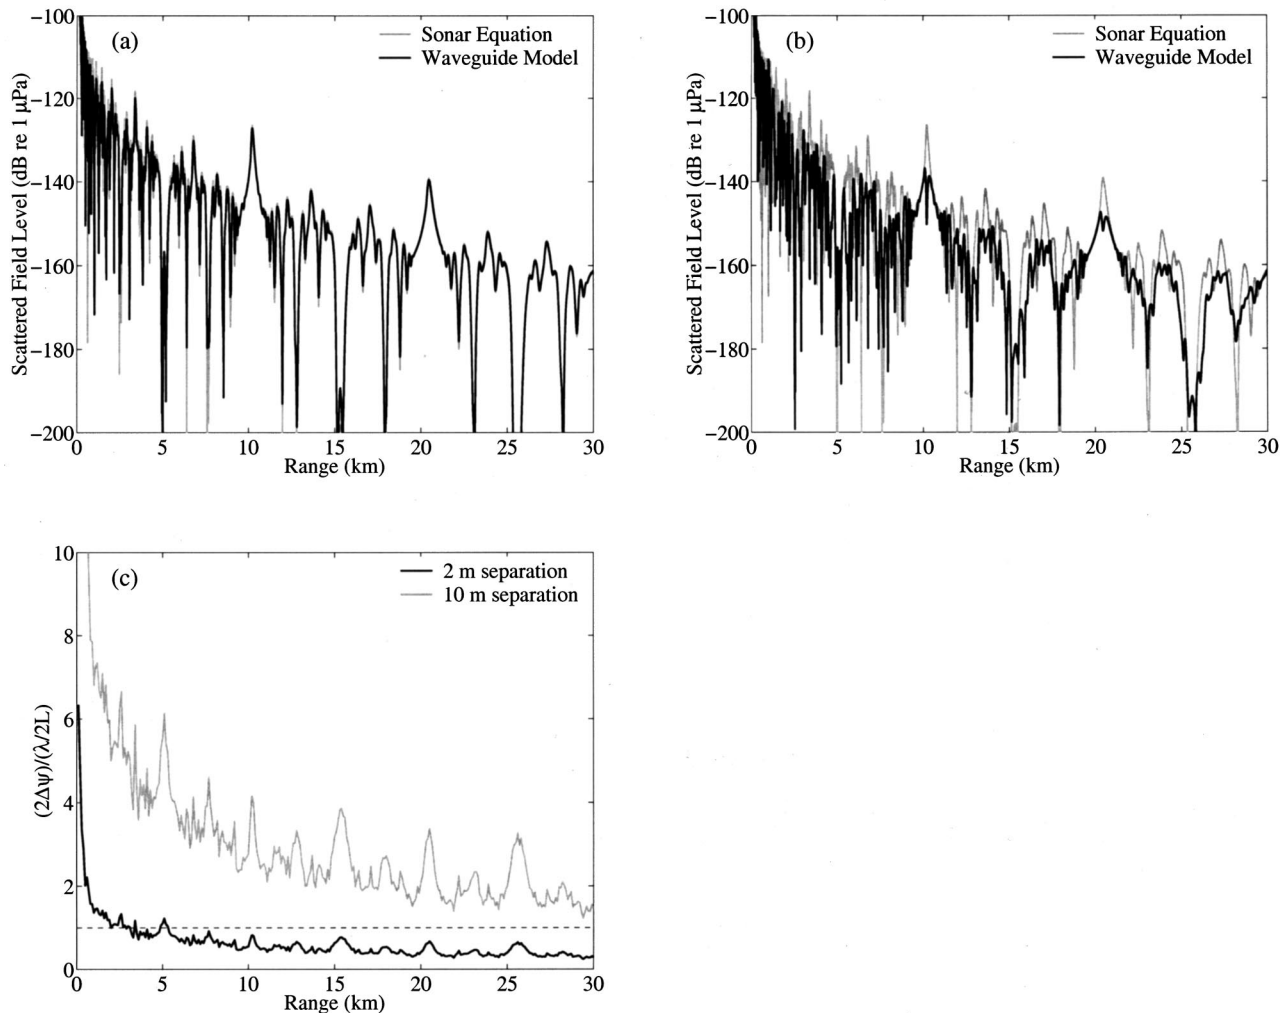 (a)
Sonar Equation
Waveguide Model
Scattered Field Level (dB re 1 µPa)
−100
−120
−140
−160
−180
−200
0 5 10 15 20 25 30
Range (km)
(b)
Sonar Equation
Waveguide Model
Scattered Field Level (dB re 1 µPa)
−100
−120
−140
−160
−180
−200
0 5 10 15 20 25 30
Range (km)
(c)
2 m separation
10 m separation
(2Δψ)/(λ/2L)
10
8
6
4
2
0
0 5 10 15 20 25 30
Range (km)